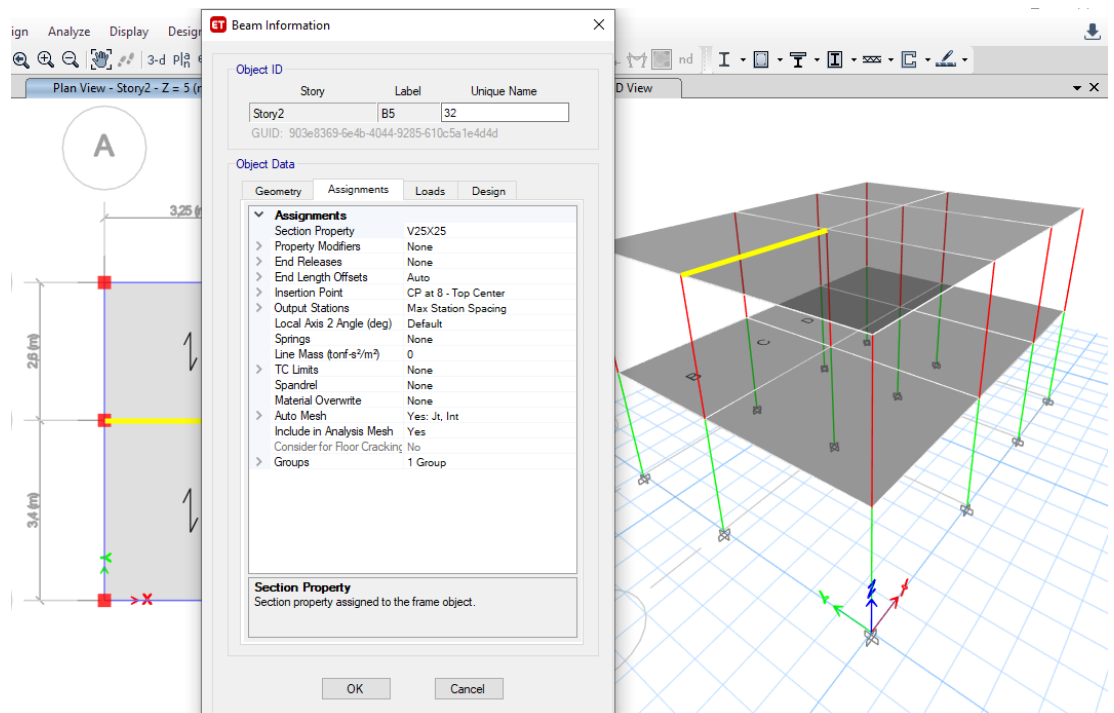 ign Analyze Display Design
3-d
nd
Plan View - Story2 - Z = 5 (m
D View
ET Beam Information
Object ID
Story Label Unique Name
Story2 B5 32
GUID: 903e8369-6e4b-4044-9285-610c5a1e4d4d
Object Data
Geometry Assignments Loads Design
Assignments
Section Property V25X25
Property Modifiers None
End Releases None
End Length Offsets Auto
Insertion Point CP at 8 - Top Center
Output Stations Max Station Spacing
Local Axis 2 Angle (deg) Default
Springs None
Line Mass (tonf-s²/m²) 0
TC Limits None
Spandrel None
Material Overwrite None
Auto Mesh Yes: Jt, Int
Include in Analysis Mesh Yes
Consider for Floor Cracking No
Groups 1 Group
Section Property
Section property assigned to the frame object.
OK Cancel
A
3,25 (m
2,6 (m)
3,4 (m)
X
Y
D
C
B
Y
Z
X